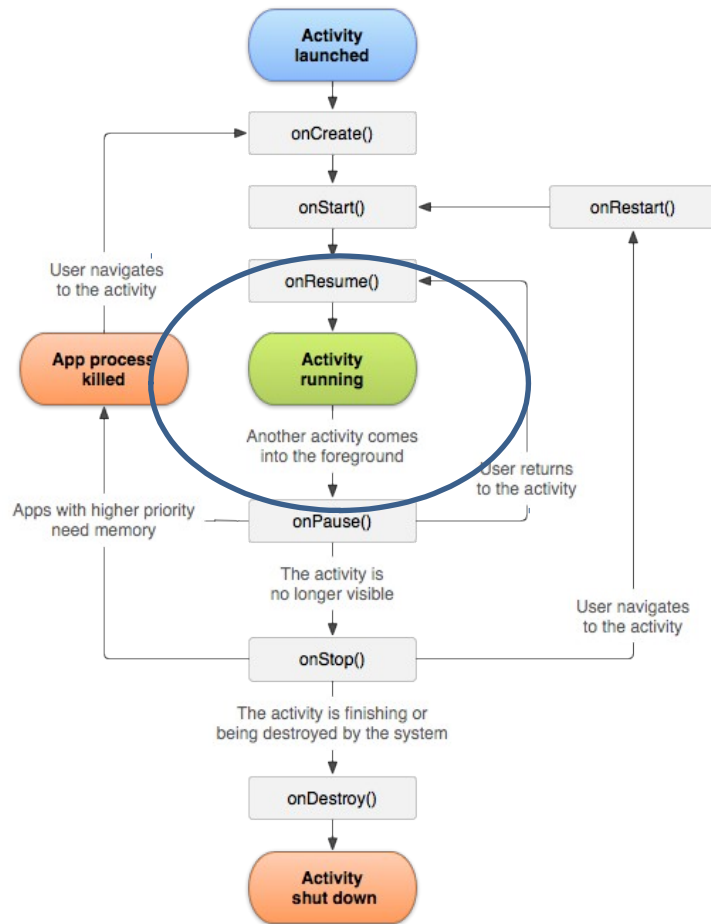 Activity
launched
onCreate()
onStart()
onRestart()
User navigates
to the activity
onResume()
App process
killed
Activity
running
Another activity comes
into the foreground
User returns
to the activity
Apps with higher priority
need memory
onPause()
The activity is
no longer visible
User navigates
to the activity
onStop()
The activity is finishing or
being destroyed by the system
onDestroy()
Activity
shut down